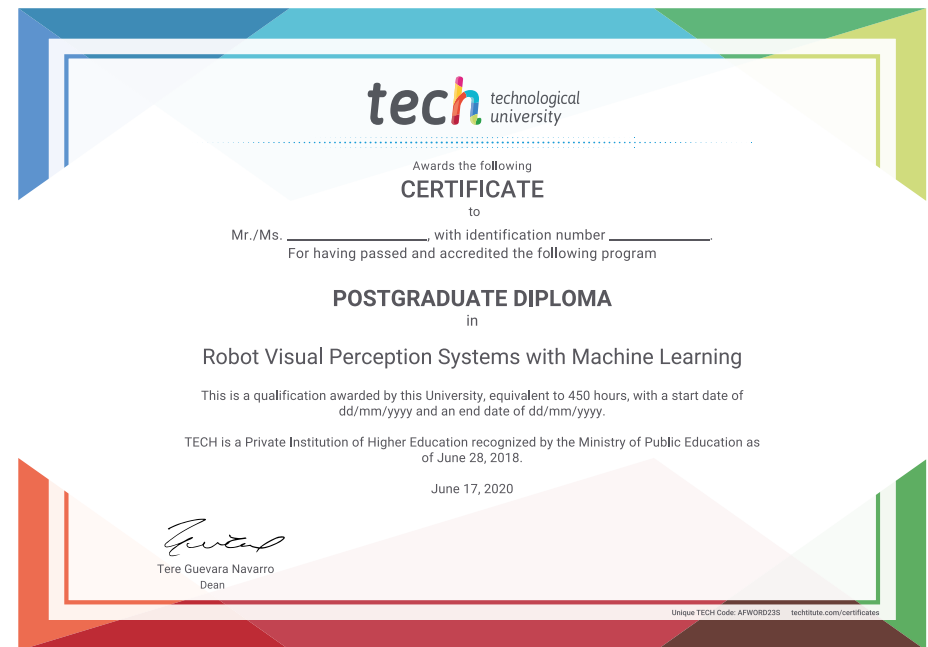 tech technological
university
Awards the following
CERTIFICATE
to
Mr./Ms. ____________________, with identification number ______________.
For having passed and accredited the following program
POSTGRADUATE DIPLOMA
in
Robot Visual Perception Systems with Machine Learning
This is a qualification awarded by this University, equivalent to 450 hours, with a start date of
dd/mm/yyyy and an end date of dd/mm/yyyy.
TECH is a Private Institution of Higher Education recognized by the Ministry of Public Education as
of June 28, 2018.
June 17, 2020
Tere Guevara Navarro
Dean
Unique TECH Code: AFWORD23S techtitute.com/certificates